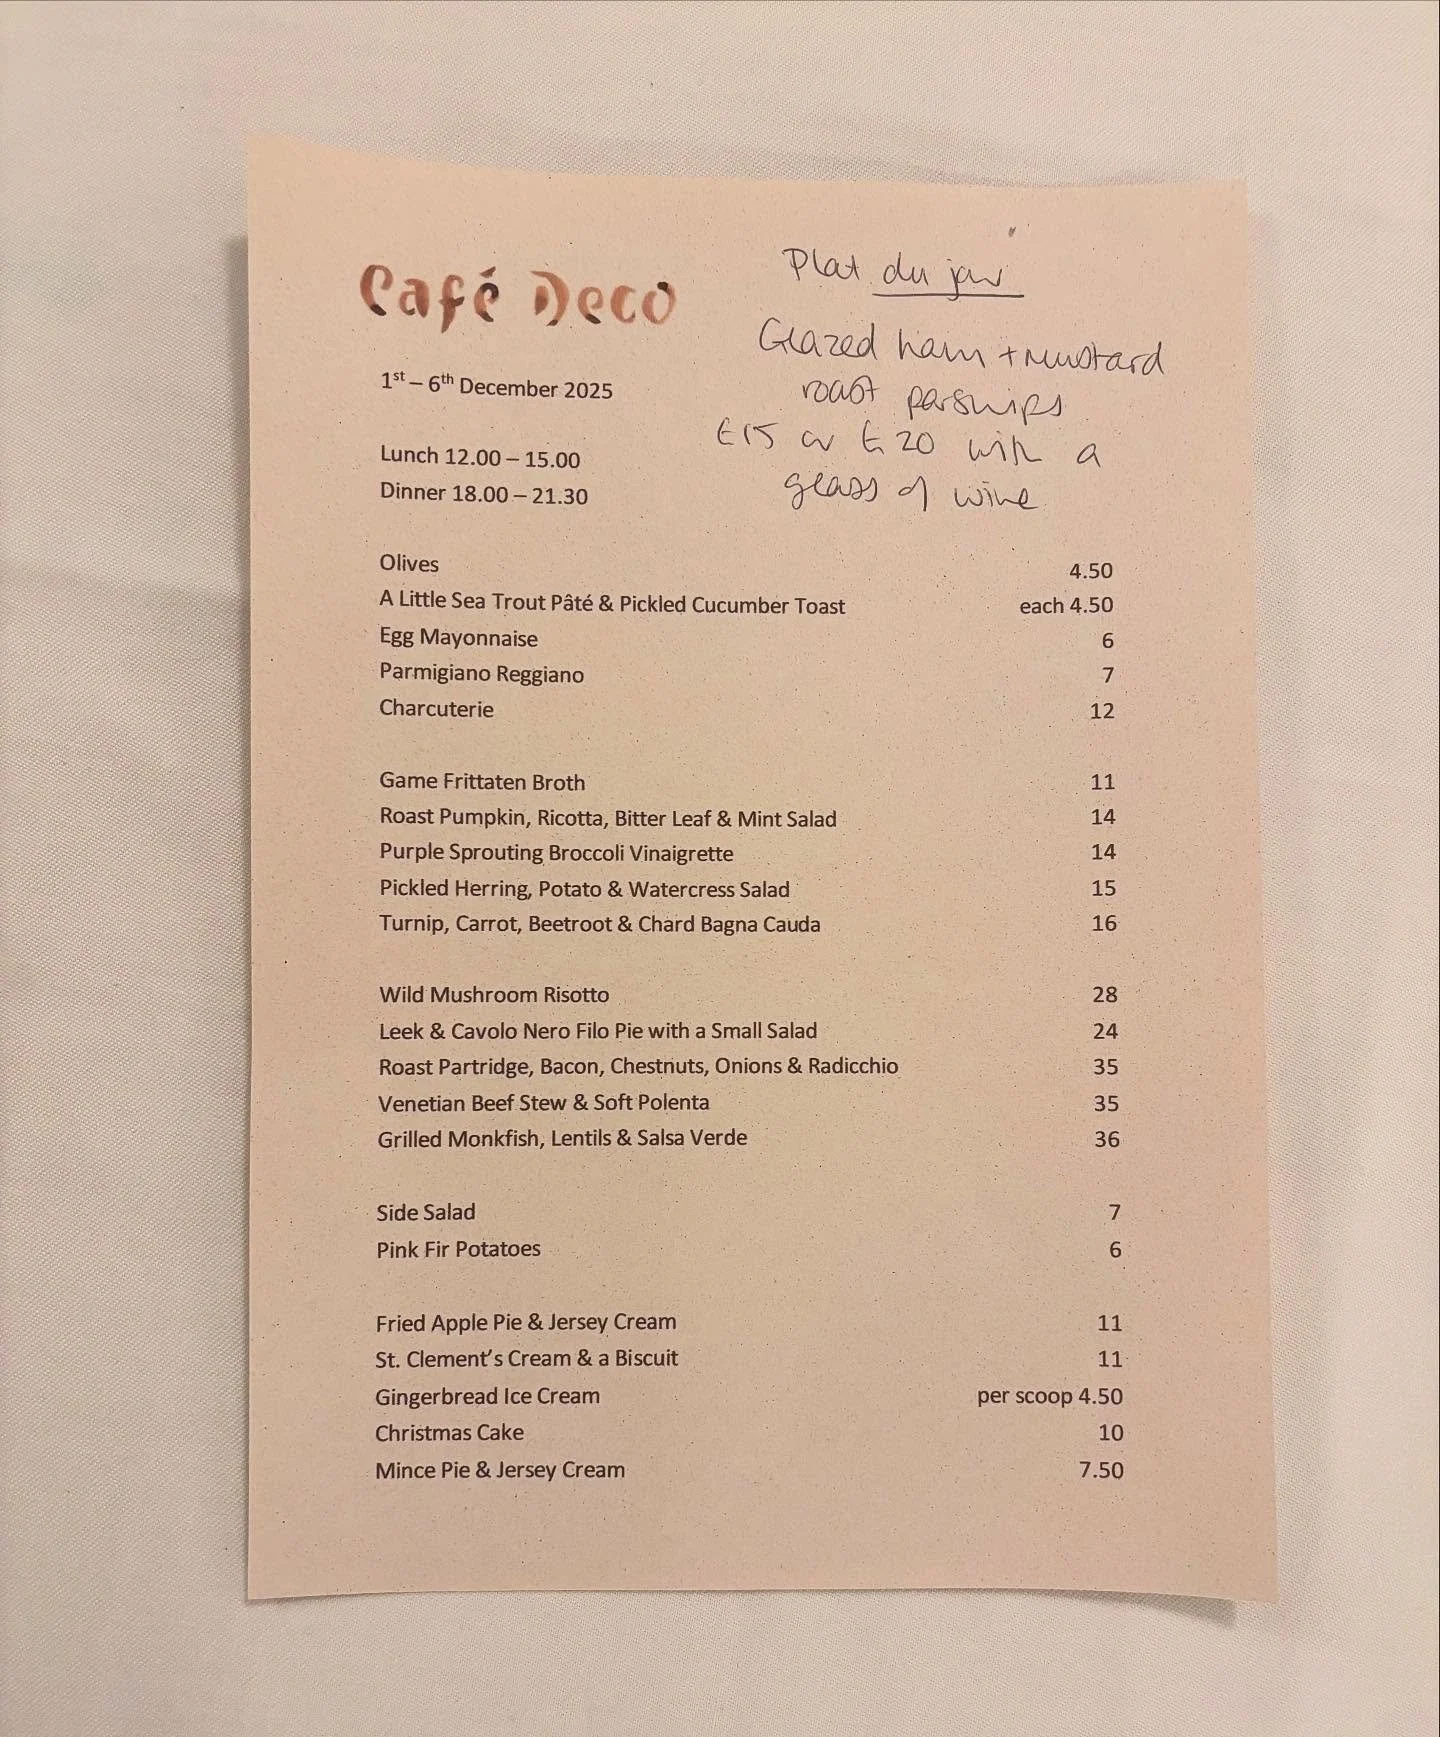 Café Deco
Plat du jour
Glazed ham + mustard
roast parsnips
£15 or £20 with a
glass of wine
1st – 6th December 2025
Lunch 12.00 – 15.00
Dinner 18.00 – 21.30
Olives 4.50
A Little Sea Trout Pâté & Pickled Cucumber Toast each 4.50
Egg Mayonnaise 6
Parmigiano Reggiano 7
Charcuterie 12
Game Frittaten Broth 11
Roast Pumpkin, Ricotta, Bitter Leaf & Mint Salad 14
Purple Sprouting Broccoli Vinaigrette 14
Pickled Herring, Potato & Watercress Salad 15
Turnip, Carrot, Beetroot & Chard Bagna Cauda 16
Wild Mushroom Risotto 28
Leek & Cavolo Nero Filo Pie with a Small Salad 24
Roast Partridge, Bacon, Chestnuts, Onions & Radicchio 35
Venetian Beef Stew & Soft Polenta 35
Grilled Monkfish, Lentils & Salsa Verde 36
Side Salad 7
Pink Fir Potatoes 6
Fried Apple Pie & Jersey Cream 11
St. Clement’s Cream & a Biscuit 11
Gingerbread Ice Cream per scoop 4.50
Christmas Cake 10
Mince Pie & Jersey Cream 7.50